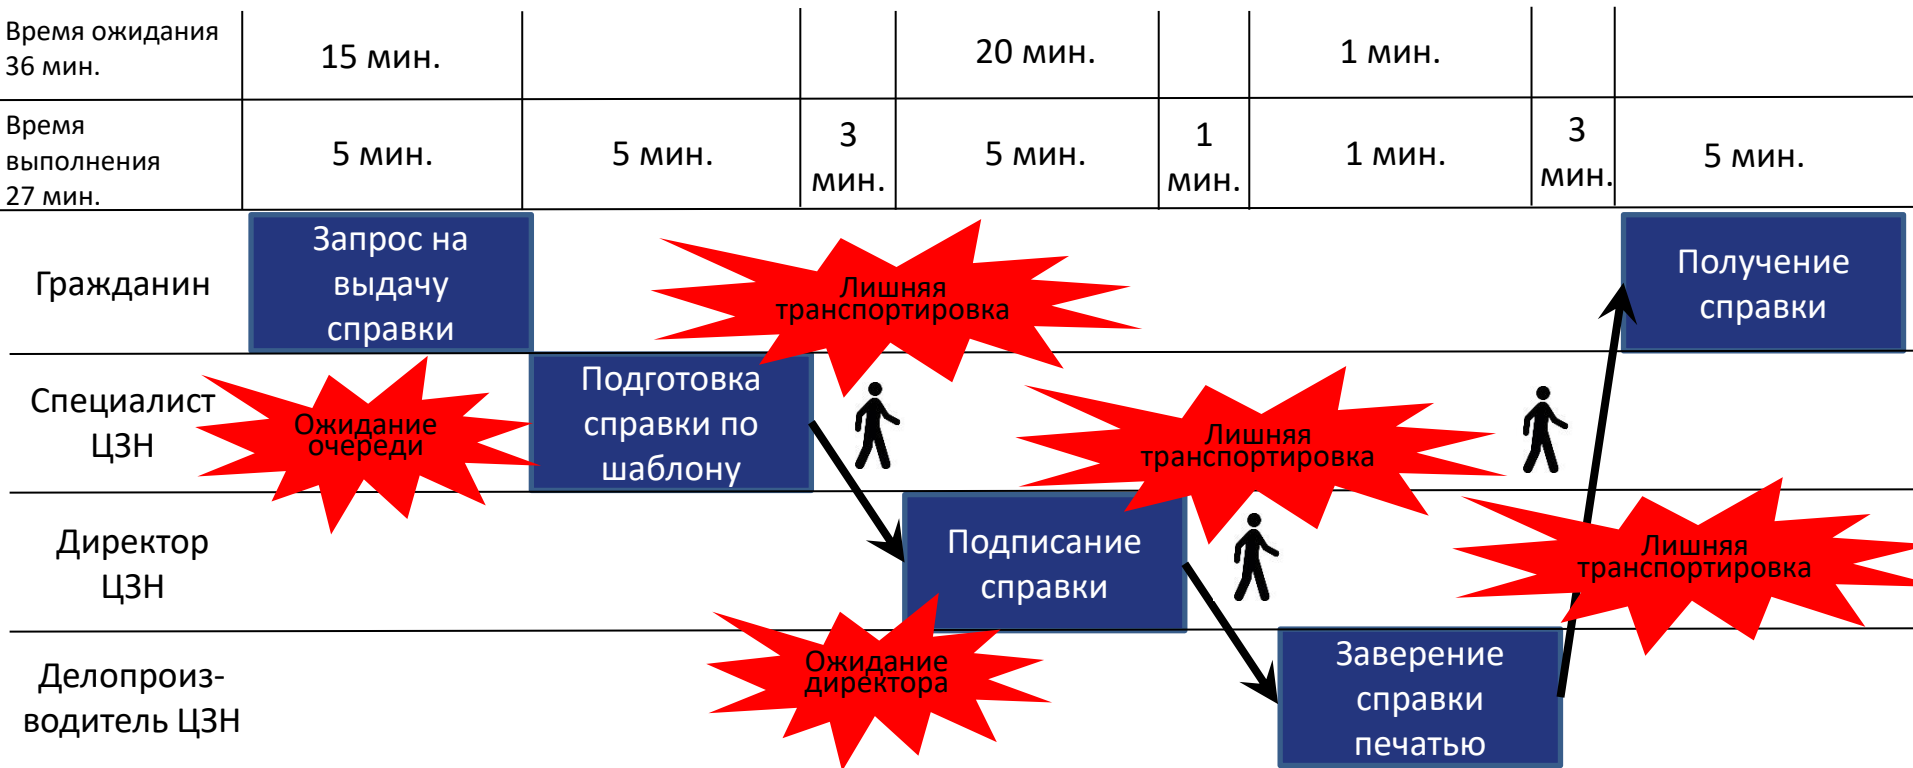 Время ожидания
36 мин.
15 мин.
20 мин.
1 мин.
Время
выполнения
27 мин.
5 мин.
5 мин.
3
мин.
5 мин.
1
мин.
1 мин.
3
мин.
5 мин.
Гражданин
Запрос на
выдачу
справки
Лишняя
транспортировка
Получение
справки
Специалист
ЦЗН
Ожидание
очереди
Подготовка
справки по
шаблону
Лишняя
транспортировка
Директор
ЦЗН
Подписание
справки
Лишняя
транспортировка
Делопроиз-
водитель ЦЗН
Ожидание
директора
Заверение
справки
печатью